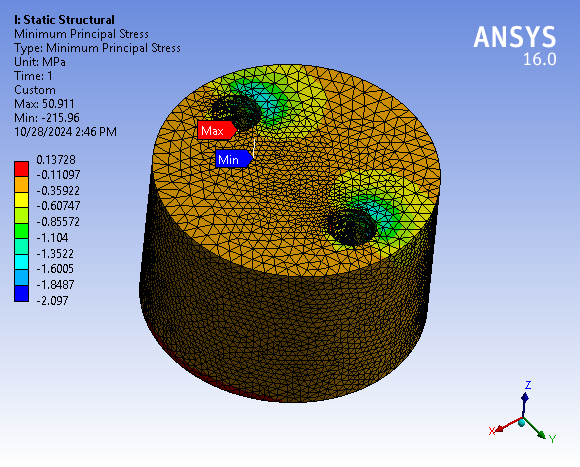 I: Static Structural
Minimum Principal Stress
Type: Minimum Principal Stress
Unit: MPa
Time: 1
Custom
Max: 50.911
Min: -215.96
10/28/2024 2:46 PM
0.13728
-0.11097
-0.35922
-0.60747
-0.85572
-1.104
-1.3522
-1.6005
-1.8487
-2.097
ANSYS
16.0
Max
Min
Z
X
Y